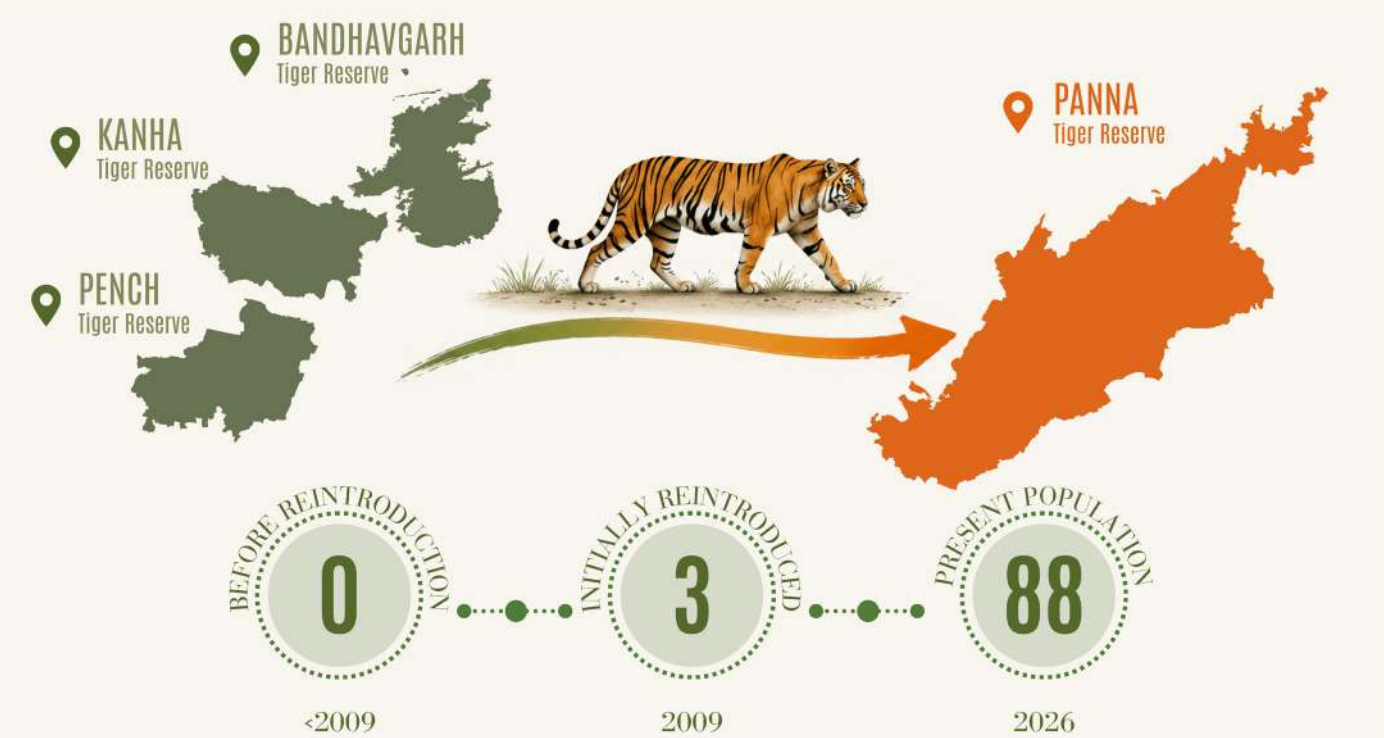 BANDHAVGARH
Tiger Reserve
KANHA
Tiger Reserve
PENCH
Tiger Reserve
PANNA
Tiger Reserve
BEFORE REINTRODUCTION
0
<2009
INITIALLY REINTRODUCED
3
2009
PRESENT POPULATION
88
2026